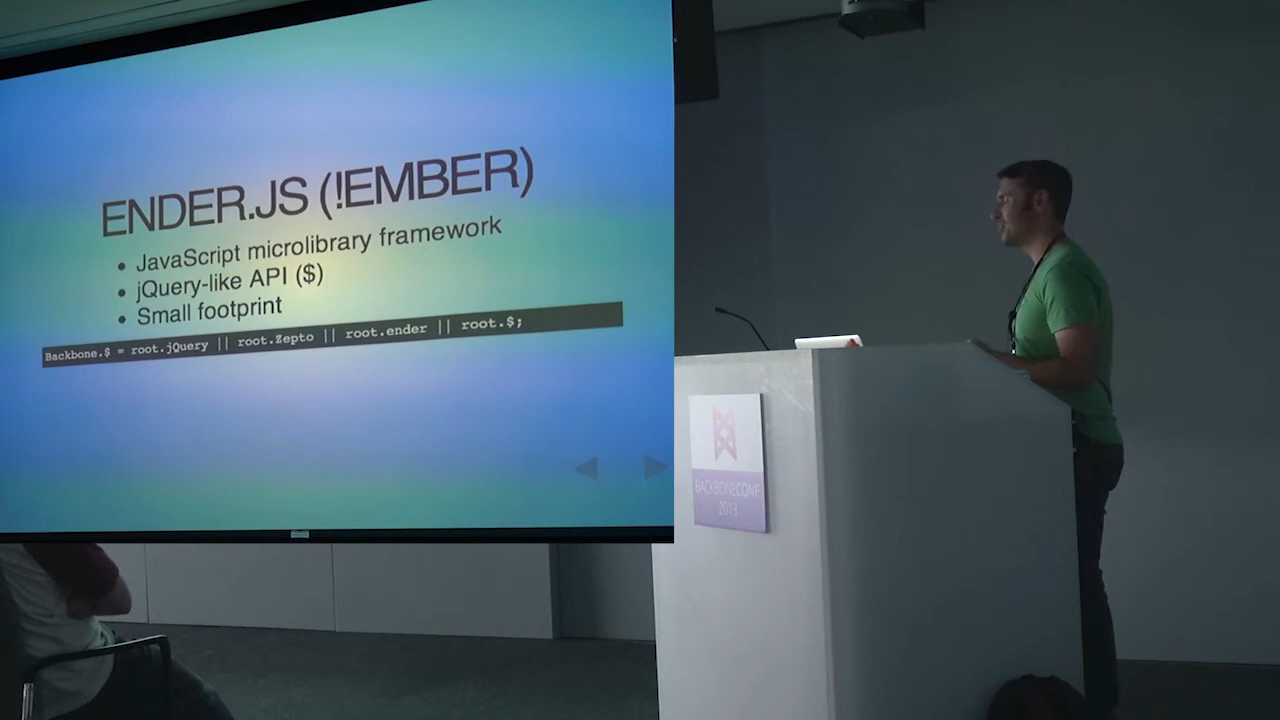 ENDER.JS (!EMBER)
• JavaScript microlibrary framework
• jQuery-like API ($)
• Small footprint
Backbone.$ = root.jQuery || root.Zepto || root.ender || root.$;
BACKBONECONF
2013